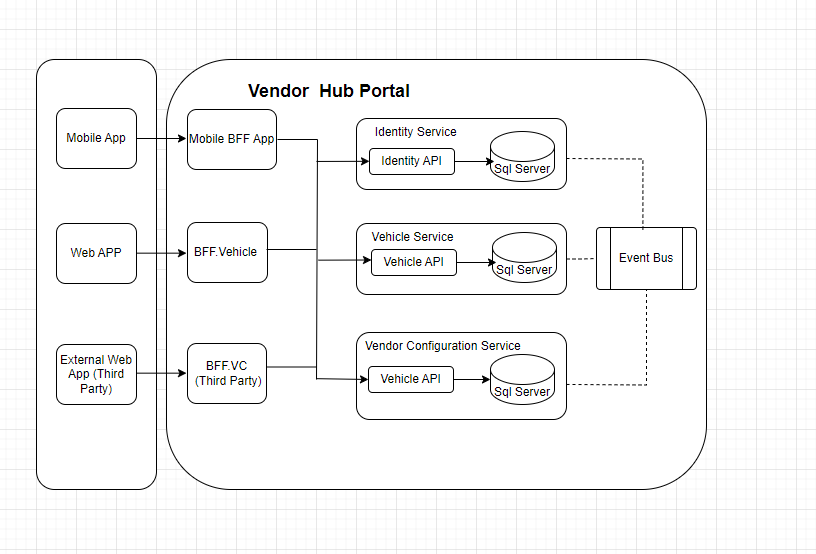 Vendor  Hub Portal
Mobile App
Mobile BFF App
Identity Service
Identity API
Sql Server
Web APP
BFF.Vehicle
Vehicle Service
Vehicle API
Sql Server
Event Bus
External Web
App (Third
Party)
BFF.VC
(Third Party)
Vendor Configuration Service
Vehicle API
Sql Server